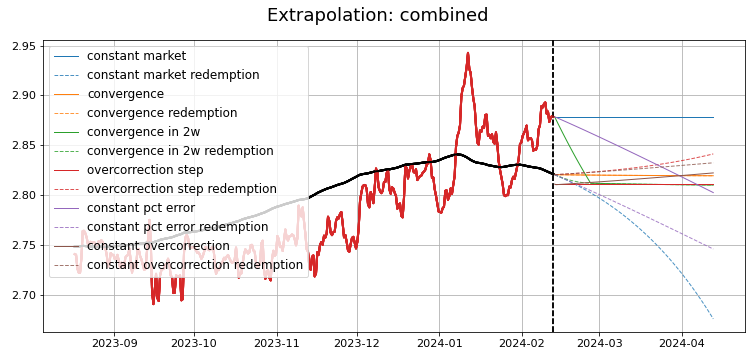 Extrapolation: combined
2.95
2.90
2.85
2.80
2.75
2.70
constant market
constant market redemption
convergence
convergence redemption
convergence in 2w
convergence in 2w redemption
overcorrection step
overcorrection step redemption
constant pct error
constant pct error redemption
constant overcorrection
constant overcorrection redemption
2023-09 2023-10 2023-11 2023-12 2024-01 2024-02 2024-03 2024-04